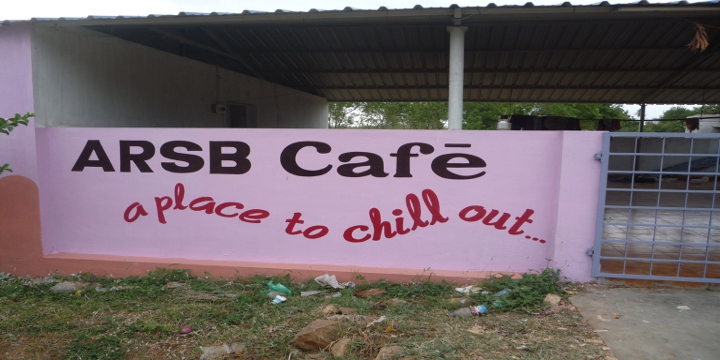 ARSB Cafē
a place to chill out...